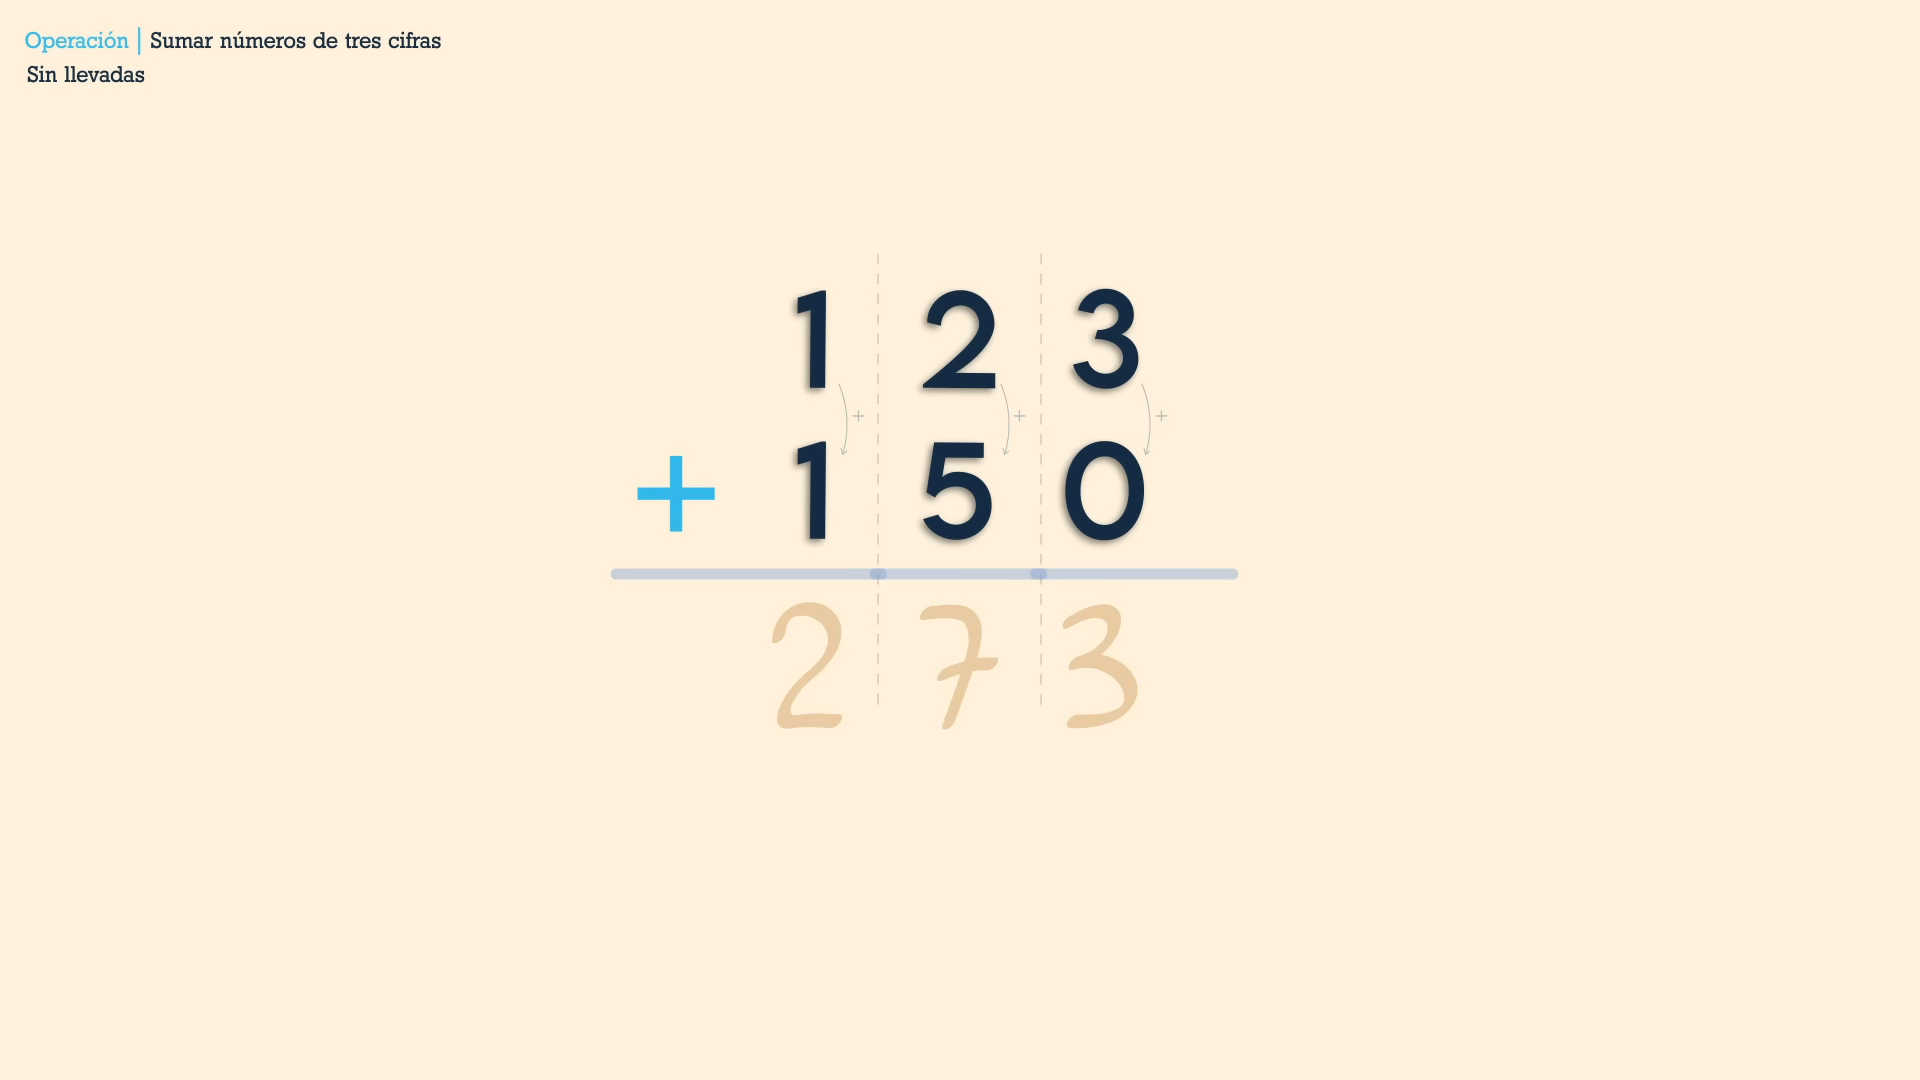 Operación | Sumar números de tres cifras
Sin llevadas
1 2 3
+ + +
+ 1 5 0
2 7 3